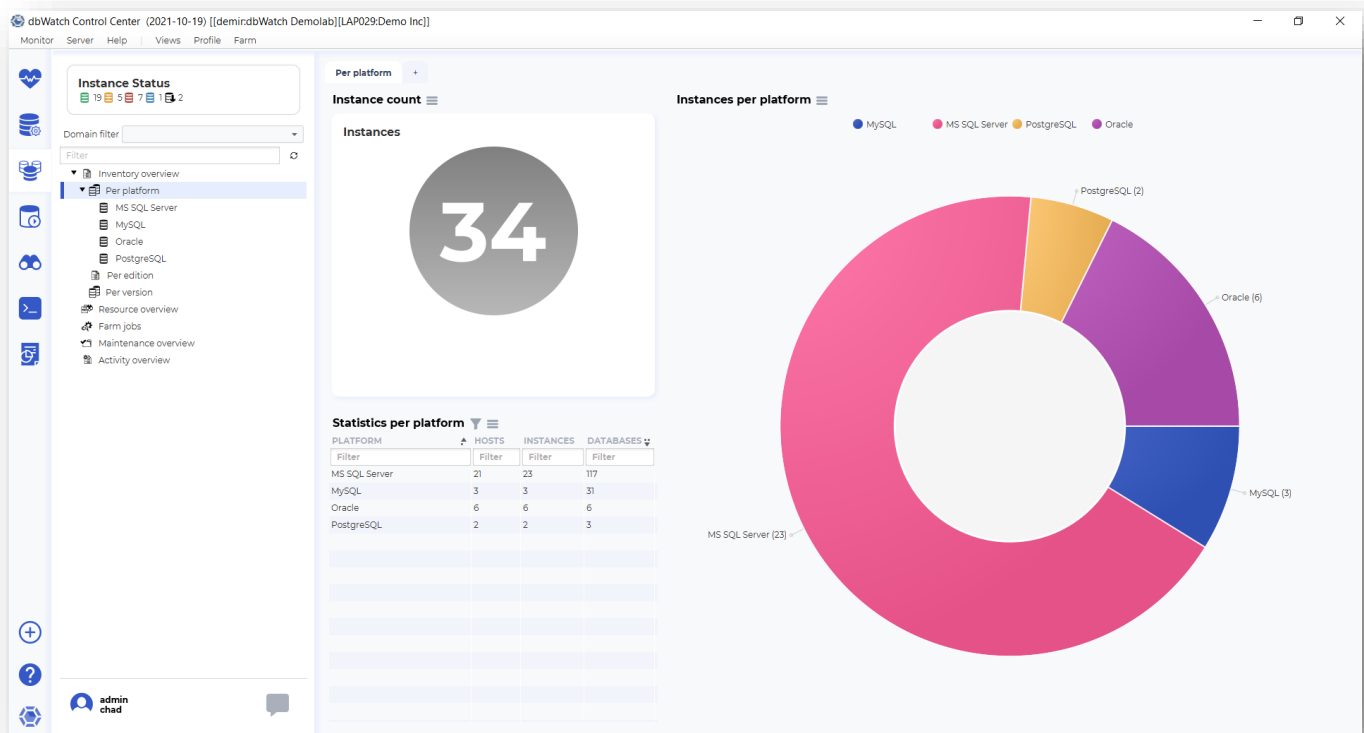 dbWatch Control Center (2021-10-19) [[demir:dbWatch Demolab][LAP029:Demo Inc]]
Monitor Server Help Views Profile Farm
Instance Status
19 5 7 1 2
Domain filter
Filter
Inventory overview
Per platform
MS SQL Server
MySQL
Oracle
PostgreSQL
Per edition
Per version
Resource overview
Farm jobs
Maintenance overview
Activity overview
admin
chad
Per platform +
Instance count
Instances
34
Statistics per platform
PLATFORM HOSTS INSTANCES DATABASES
Filter Filter Filter Filter
MS SQL Server 21 23 117
MySQL 3 3 31
Oracle 6 6 6
PostgreSQL 2 2 3
Instances per platform
MySQL MS SQL Server PostgreSQL Oracle
PostgreSQL (2)
Oracle (6)
MySQL (3)
MS SQL Server (23)